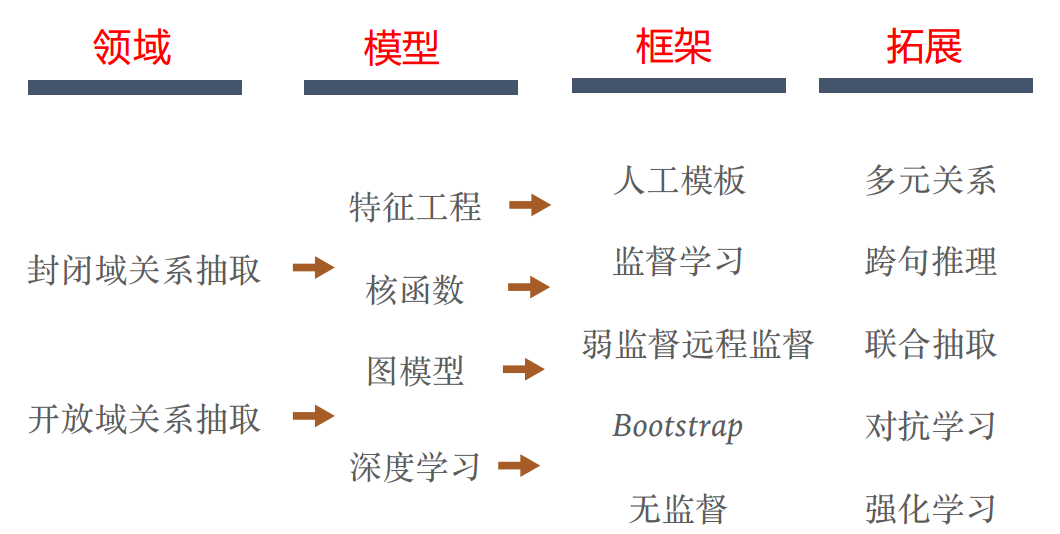 领域
模型
框架
拓展
封闭域关系抽取
开放域关系抽取
特征工程
核函数
图模型
深度学习
人工模板
监督学习
弱监督远程监督
Bootstrap
无监督
多元关系
跨句推理
联合抽取
对抗学习
强化学习